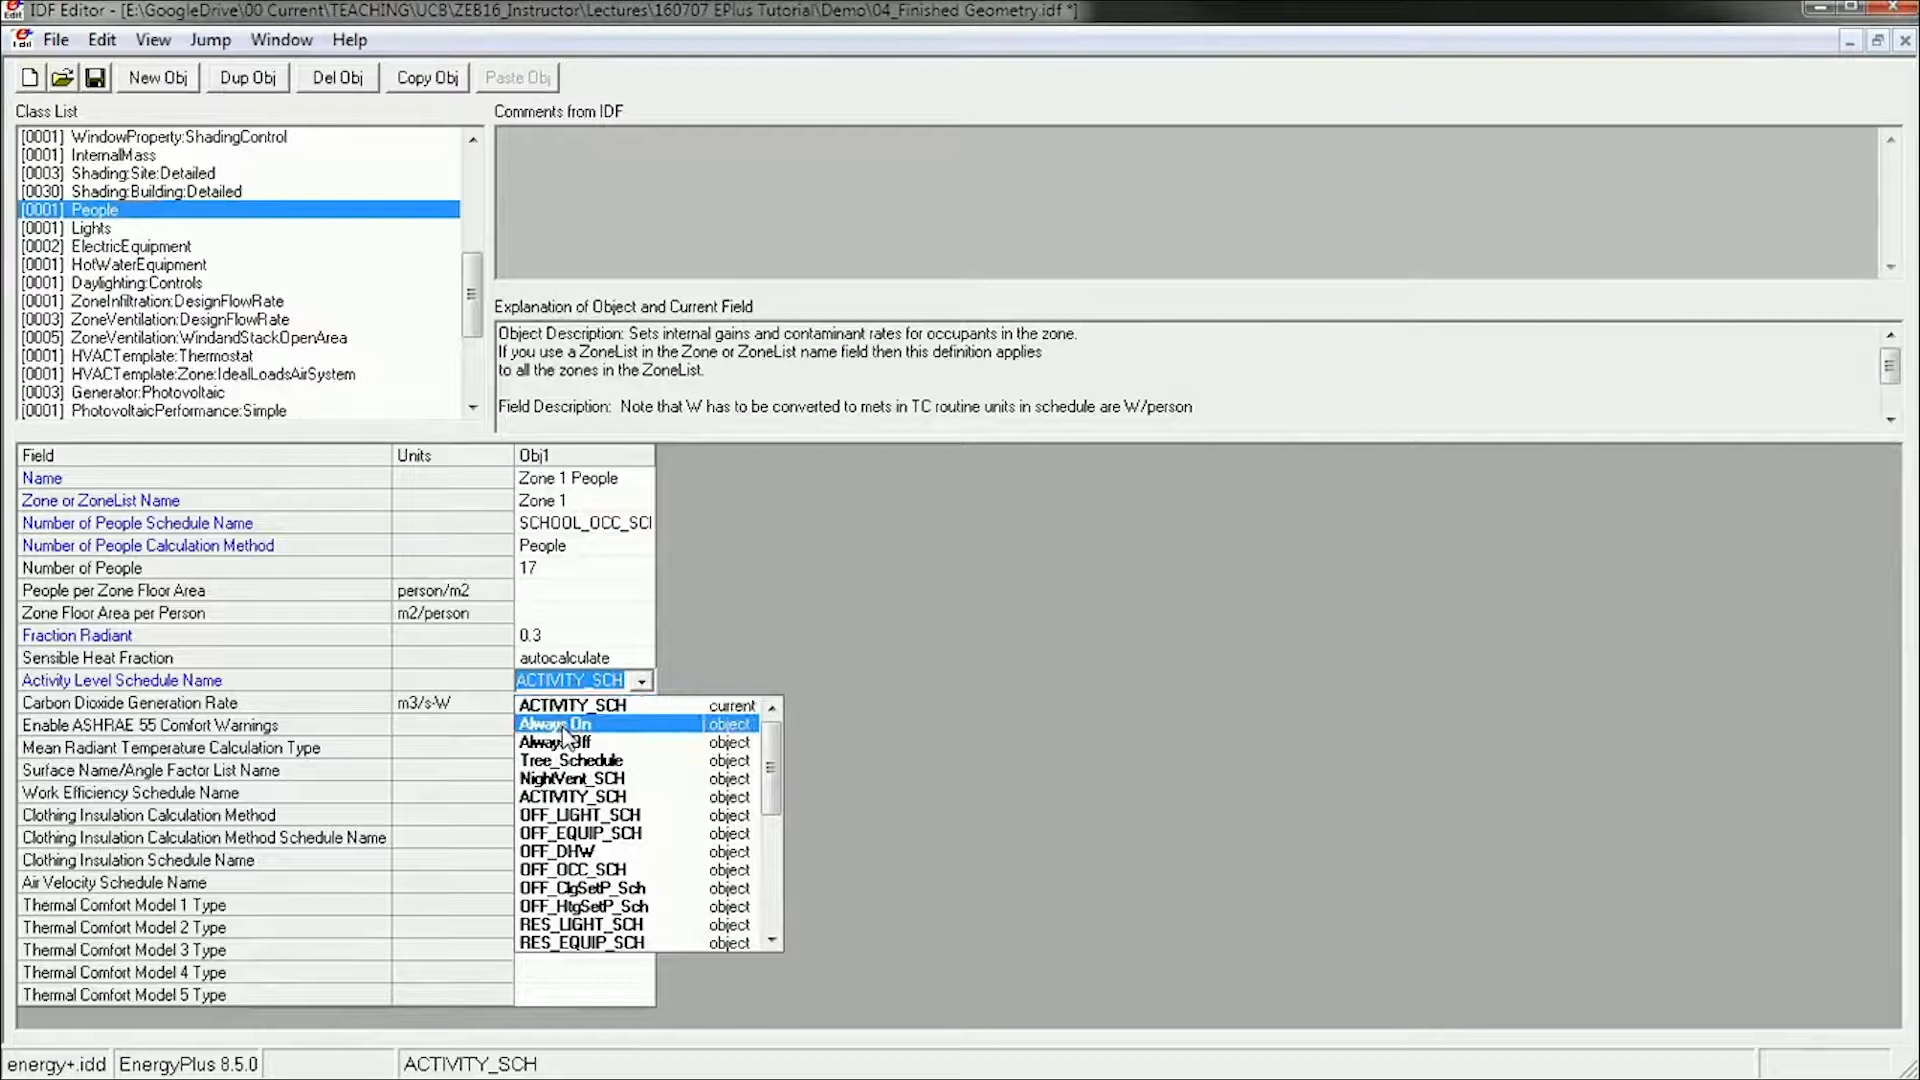 IDF Editor - [E:\GoogleDrive\00 Current\TEACHING\UCB\ZEB16_Instructor\Lectures\160707 EPlus Tutorial\Demo\04_Finished Geometry.idf *]
File Edit View Jump Window Help
New Obj Dup Obj Del Obj Copy Obj Paste Obj
Class List
Comments from IDF
[0001] WindowProperty:ShadingControl
[0001] InternalMass
[0003] Shading:Site:Detailed
[0030] Shading:Building:Detailed
[0001] People
[0001] Lights
[0002] ElectricEquipment
[0001] HotWaterEquipment
[0001] Daylighting:Controls
[0001] ZoneInfiltration:DesignFlowRate
[0003] ZoneVentilation:DesignFlowRate
[0005] ZoneVentilation:WindandStackOpenArea
[0001] HVACTemplate:Thermostat
[0001] HVACTemplate:Zone:IdealLoadsAirSystem
[0003] Generator:Photovoltaic
[0001] PhotovoltaicPerformance:Simple
Explanation of Object and Current Field
Object Description: Sets internal gains and contaminant rates for occupants in the zone.
If you use a ZoneList in the Zone or ZoneList name field then this definition applies
to all the zones in the ZoneList.
Field Description: Note that W has to be converted to mets in TC routine units in schedule are W/person
Field Units Obj1
Name Zone 1 People
Zone or ZoneList Name Zone 1
Number of People Schedule Name SCHOOL_OCC_SCI
Number of People Calculation Method People
Number of People 17
People per Zone Floor Area person/m2
Zone Floor Area per Person m2/person
Fraction Radiant 0.3
Sensible Heat Fraction autocalculate
Activity Level Schedule Name ACTIVITY_SCH
Carbon Dioxide Generation Rate m3/s-W
Enable ASHRAE 55 Comfort Warnings
Mean Radiant Temperature Calculation Type
Surface Name/Angle Factor List Name
Work Efficiency Schedule Name
Clothing Insulation Calculation Method
Clothing Insulation Calculation Method Schedule Name
Clothing Insulation Schedule Name
Air Velocity Schedule Name
Thermal Comfort Model 1 Type
Thermal Comfort Model 2 Type
Thermal Comfort Model 3 Type
Thermal Comfort Model 4 Type
Thermal Comfort Model 5 Type
ACTIVITY_SCH current
Always On object
Always Off object
Tree_Schedule object
NightVent_SCH object
ACTIVITY_SCH object
OFF_LIGHT_SCH object
OFF_EQUIP_SCH object
OFF_DHW object
OFF_OCC_SCH object
OFF_ClgSetP_Sch object
OFF_HtgSetP_Sch object
RES_LIGHT_SCH object
RES_EQUIP_SCH object
energy+.idd EnergyPlus 8.5.0 ACTIVITY_SCH